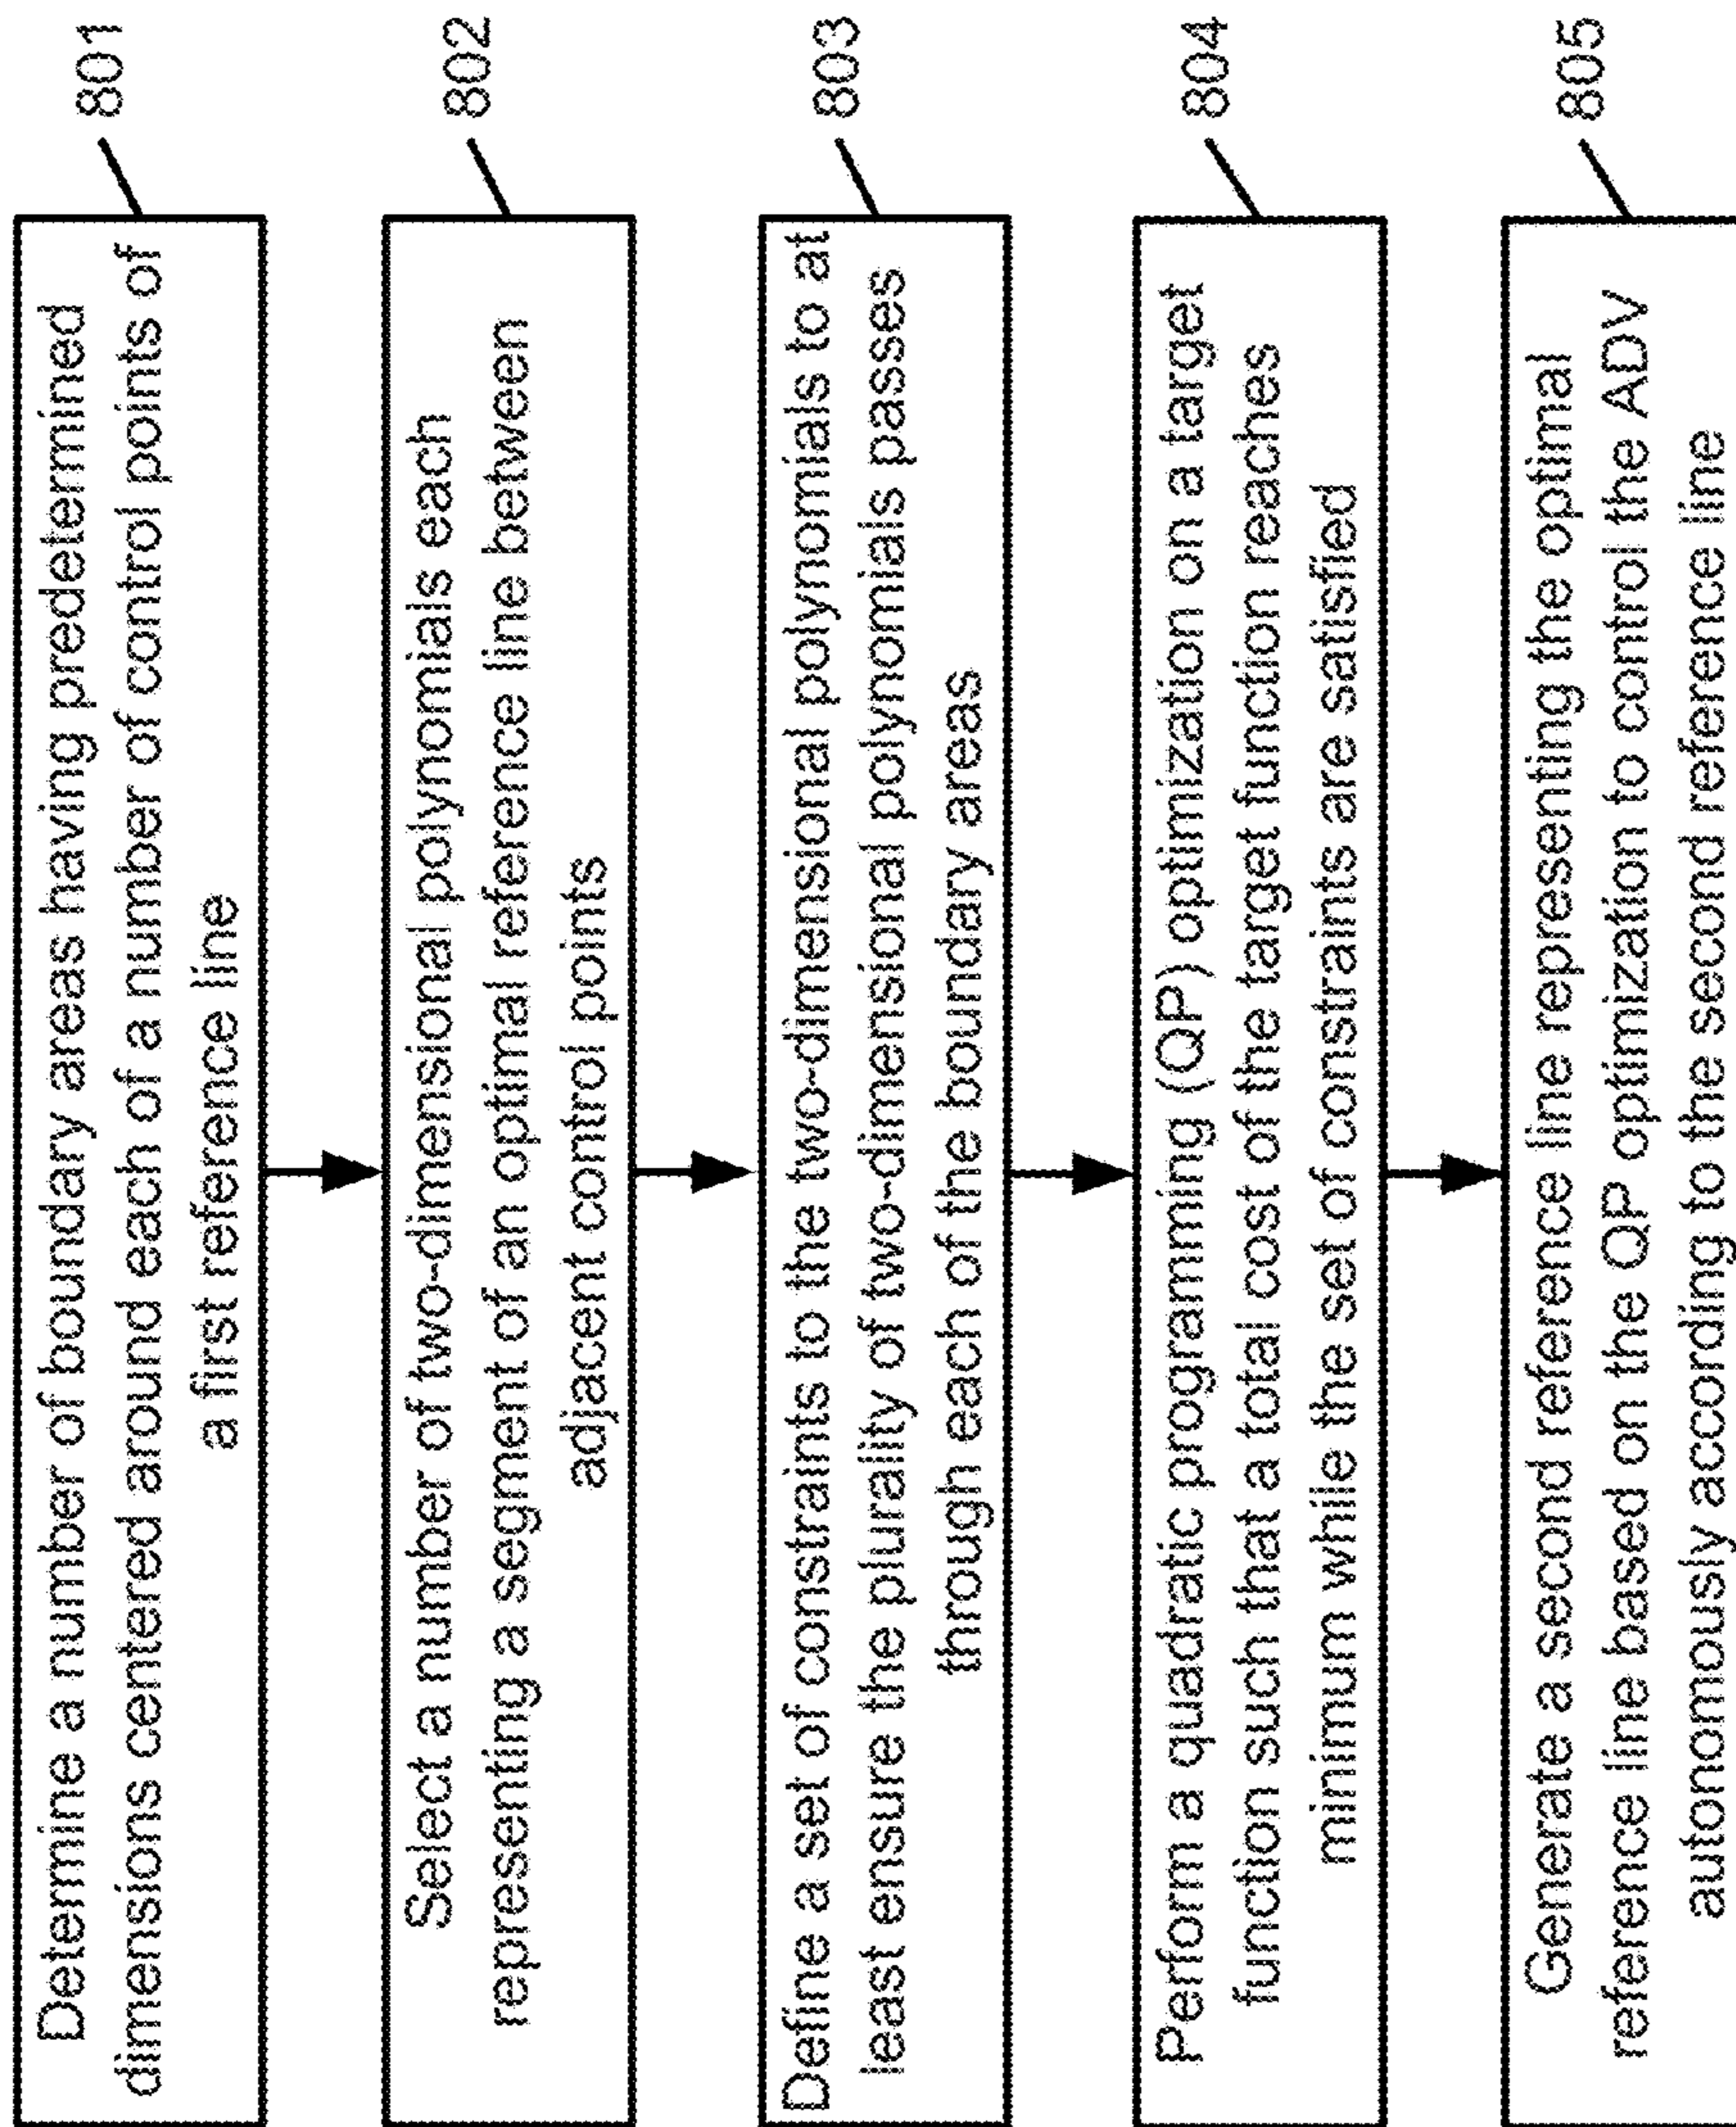 Determine a number of boundary areas having predetermined
dimensions centered around each of a number of control points of
a first reference line
801
Select a number of two-dimensional polynomials each
representing a segment of an optimal reference line between
adjacent control points
802
Define a set of constraints to the two-dimensional polynomials to at
least ensure the plurality of two-dimensional polynomials passes
through each of the boundary areas
803
Perform a quadratic programming (QP) optimization on a target
function such that a total cost of the target function reaches
minimum while the set of constraints are satisfied
804
Generate a second reference line representing the optimal
reference line based on the QP optimization to control the ADV
autonomously according to the second reference line
805